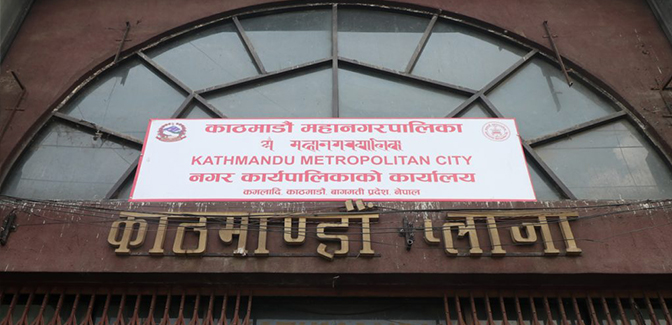 काठमाडौं महानगरपालिका
KATHMANDU METROPOLITAN CITY
नगर कार्यपालिकाको कार्यालय
कमलादि काठमाडौं बागमती प्रदेश नेपाल
काठमाण्डौं प्लाजा